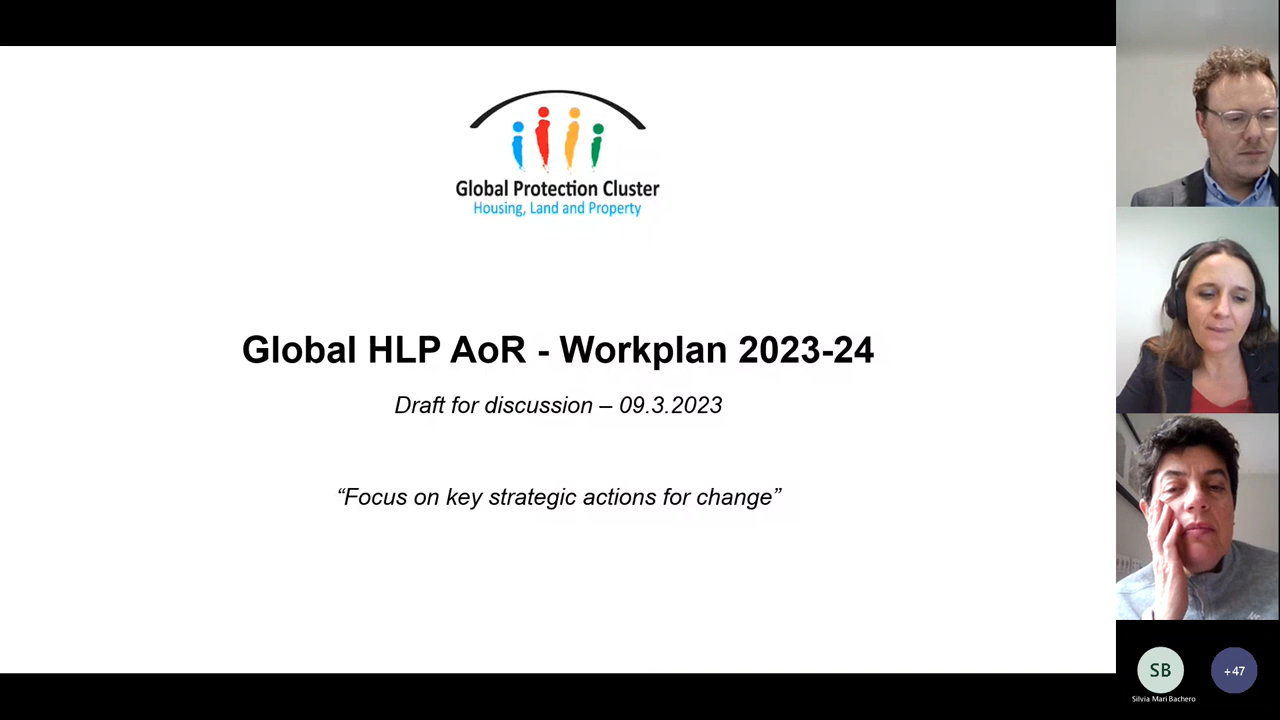 Global Protection Cluster
Housing, Land and Property
Global HLP AoR - Workplan 2023-24
Draft for discussion – 09.3.2023
“Focus on key strategic actions for change”
SB
+47
Silvia Mari Bachero